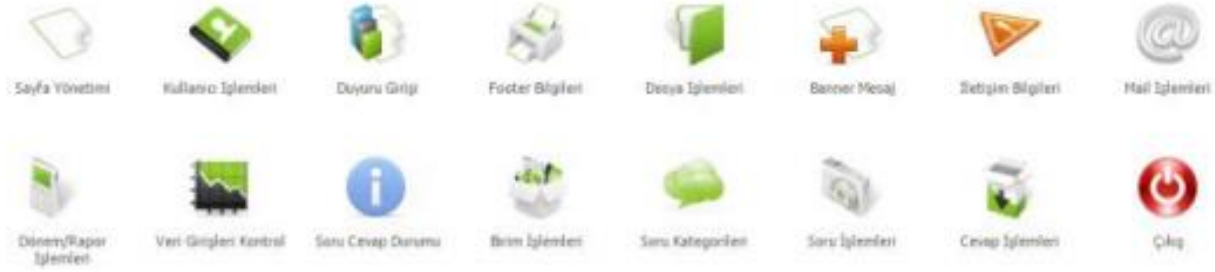 Sayfa Yönetimi
Kullanıcı İşlemleri
Duyuru Girişi
Footer Bilgileri
Dosya İşlemleri
Banner Mesaj
İletişim Bilgileri
Mail İşlemleri
Dönem/Rapor
İşlemleri
Veri Girişleri Kontrol
Soru Cevap Durumu
Birim İşlemleri
Soru Kategorileri
Soru İşlemleri
Cevap İşlemleri
Çıkış